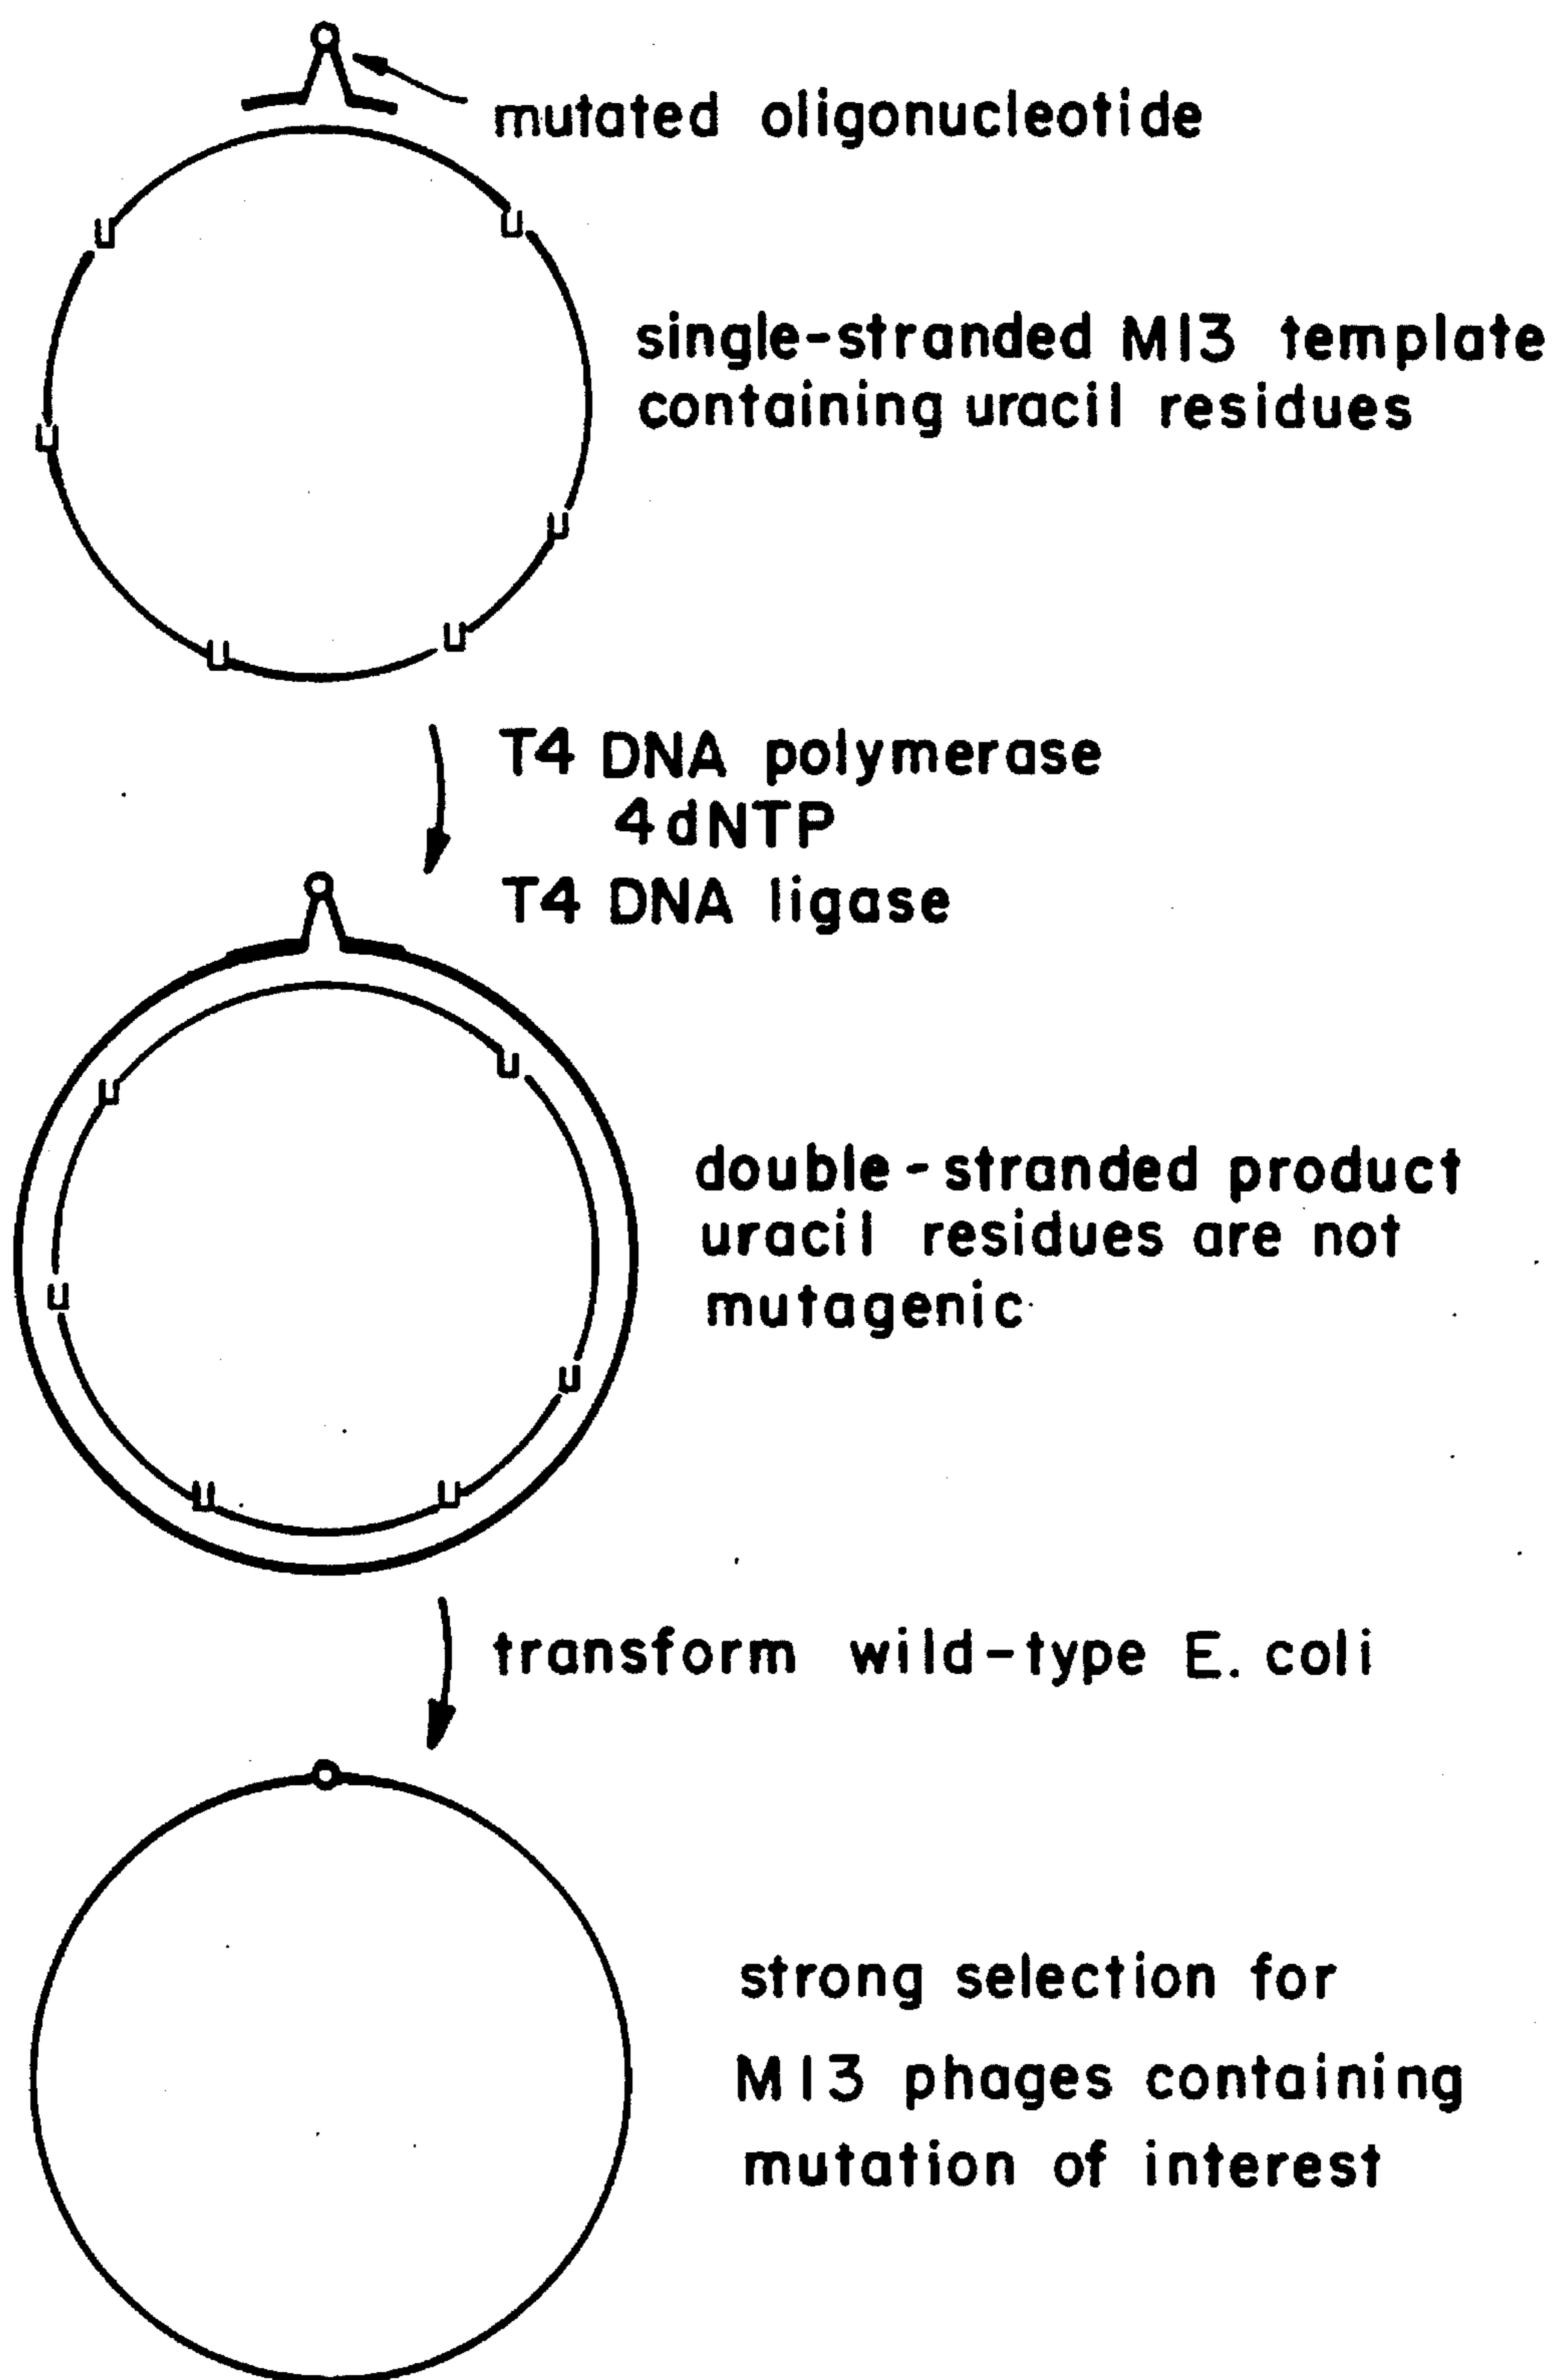 mutated oligonucleotide
U
U
single-stranded M13 template
containing uracil residues
U
U
U
U
T4 DNA polymerase
4dNTP
T4 DNA ligase
U
U
double-stranded product
uracil residues are not
mutagenic
U
U
U
U
transform wild-type E. coli
strong selection for
M13 phages containing
mutation of interest